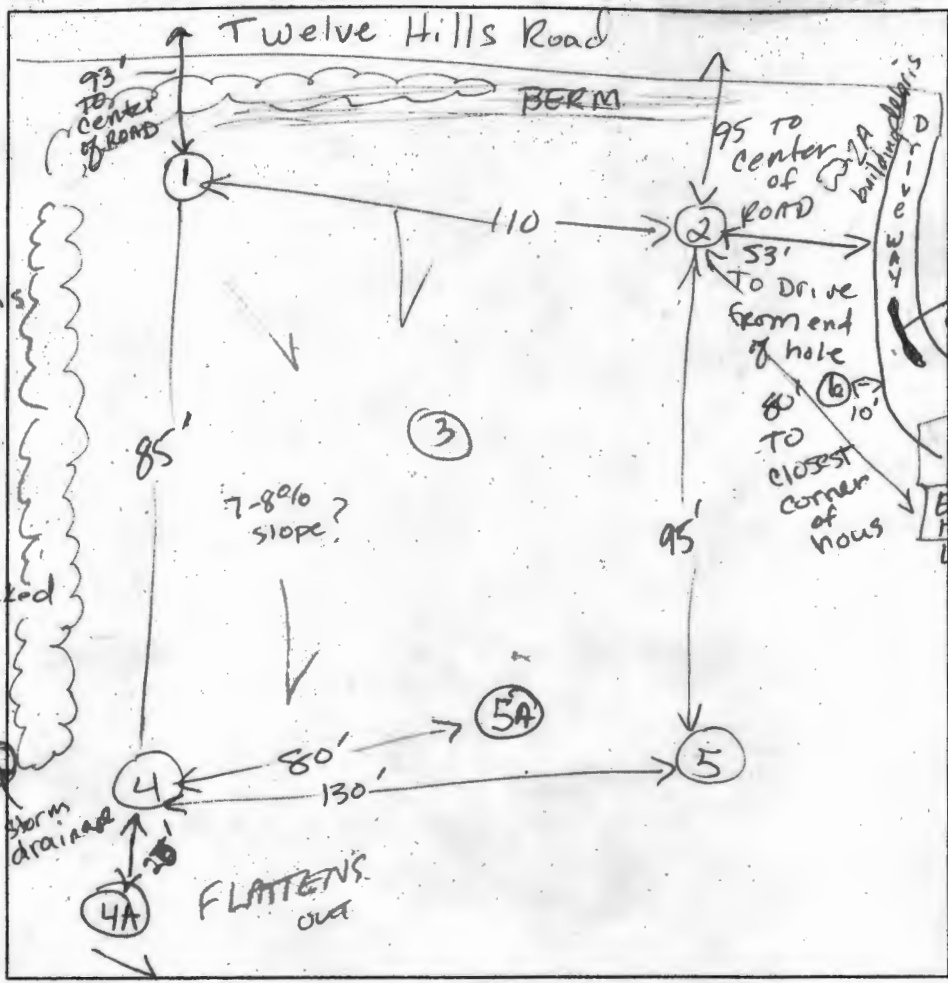 Twelve Hills Road
93'
TO
center
of ROAD
BERM
95 TO
center
of
ROAD
2A
building debris
Driveway
1
110
2
53'
TO Drive
from end
of hole
6
10'
80'
TO
closest
corner
of
hous
85'
3
7-8%
slope?
95'
5A
80'
130'
4
5
storm
drainage
4A
FLATTENS
out